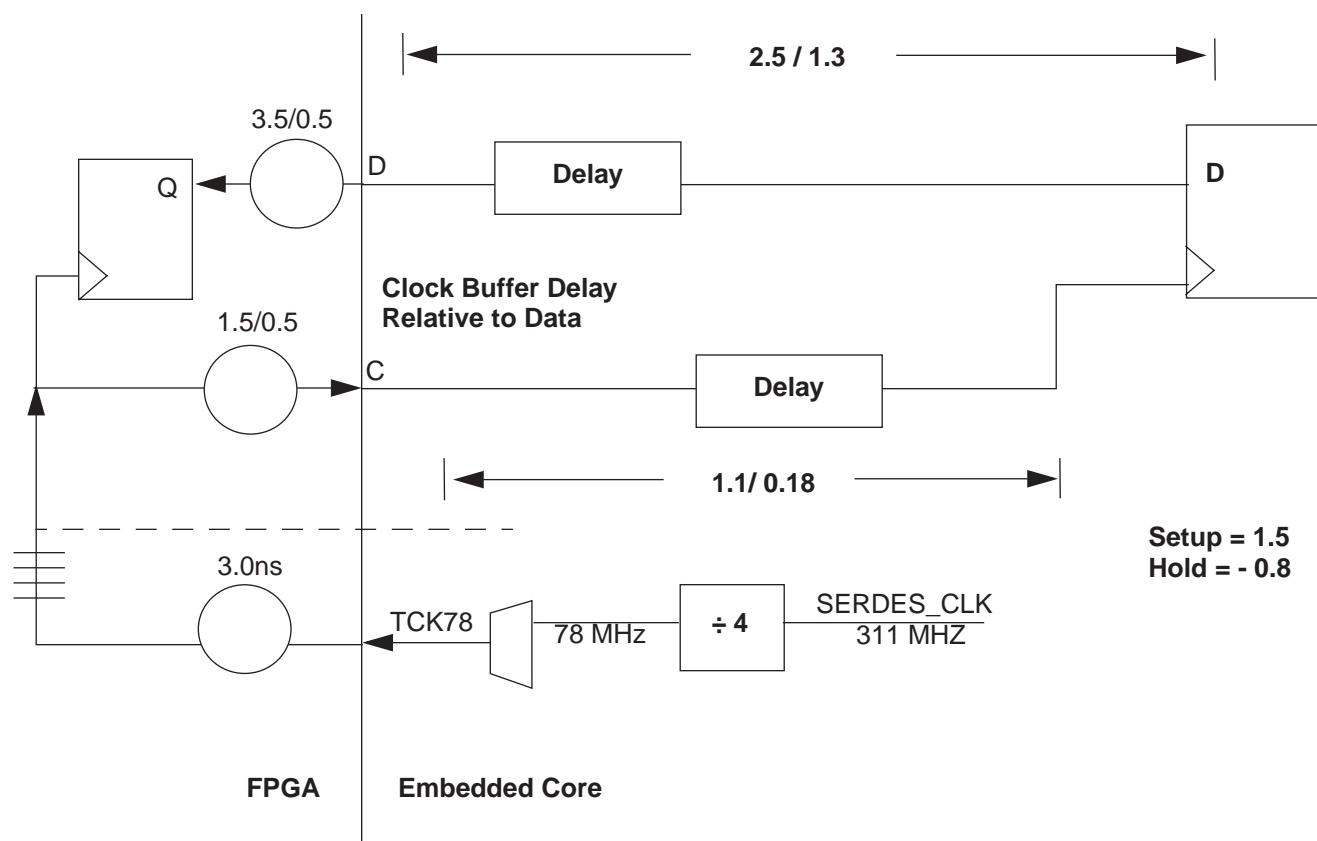 2.5 / 1.3
3.5/0.5
D
Delay
Q
D
Clock Buffer Delay
Relative to Data
1.5/0.5
C
Delay
1.1/ 0.18
Setup = 1.5
Hold = - 0.8
3.0ns
TCK78
78 MHz
÷ 4
SERDES_CLK
311 MHZ
FPGA
Embedded Core